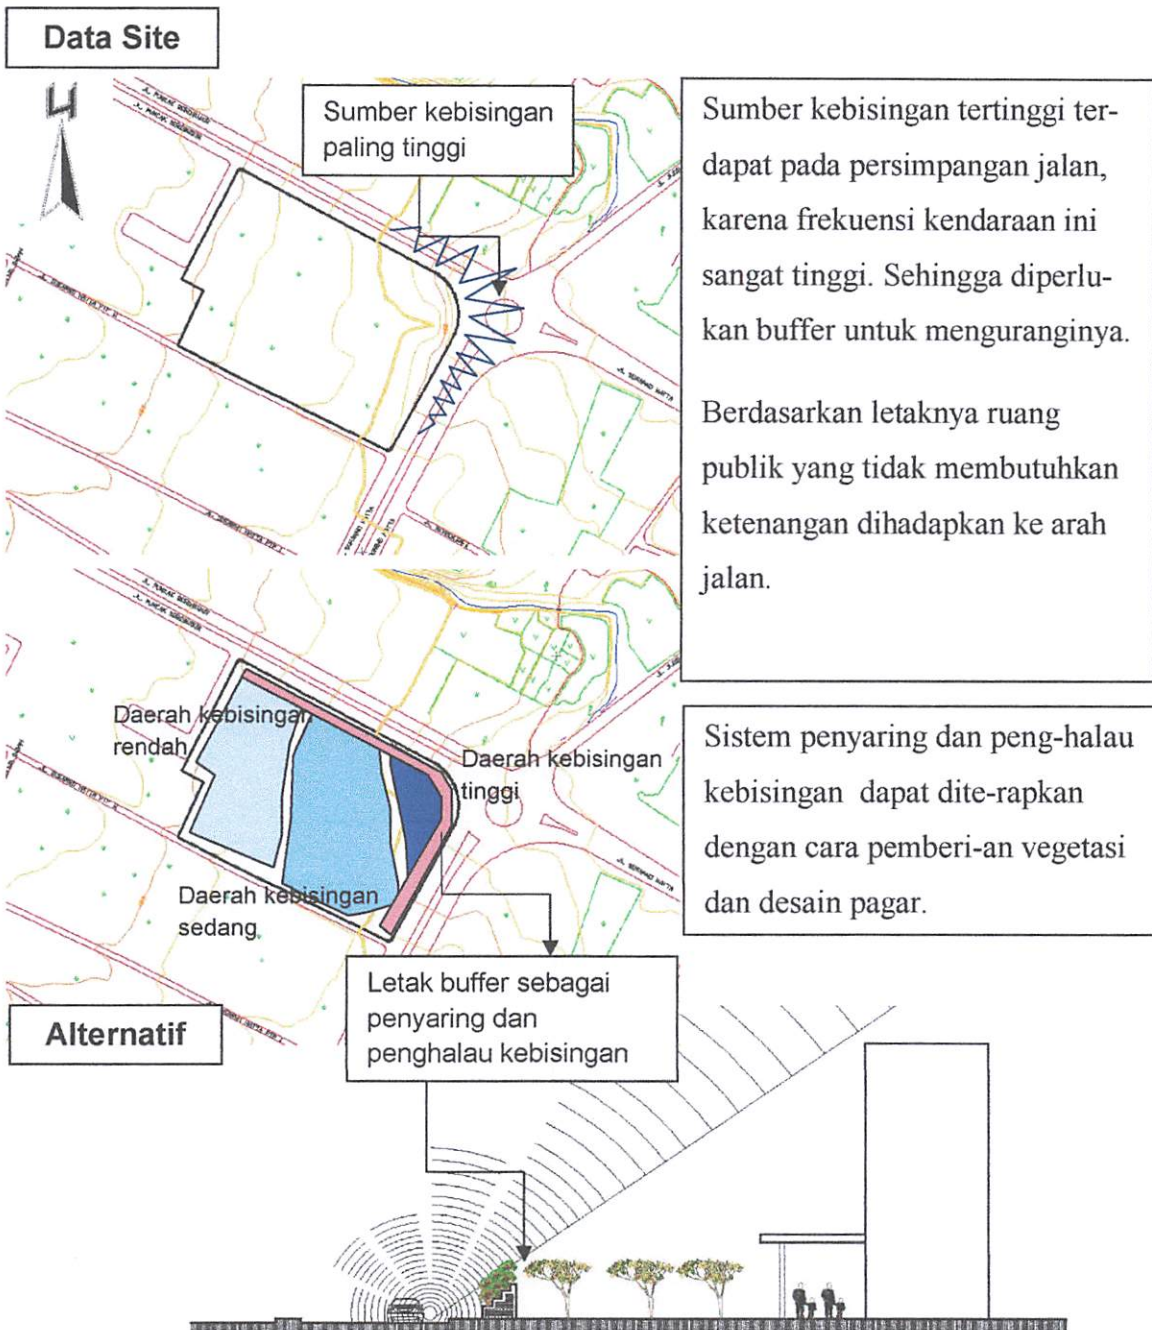 Data Site
Sumber kebisingan
paling tinggi
Sumber kebisingan tertinggi ter-
dapat pada persimpangan jalan,
karena frekuensi kendaraan ini
sangat tinggi. Sehingga diperlu-
kan buffer untuk menguranginya.
Berdasarkan letaknya ruang
publik yang tidak membutuhkan
ketenangan dihadapkan ke arah
jalan.
Daerah kebisingan
rendah
Daerah kebisingan
tinggi
Daerah kebisingan
sedang
Sistem penyaring dan peng-halau
kebisingan dapat dite-rapkan
dengan cara pemberi-an vegetasi
dan desain pagar.
Letak buffer sebagai
penyaring dan
penghalau kebisingan
Alternatif